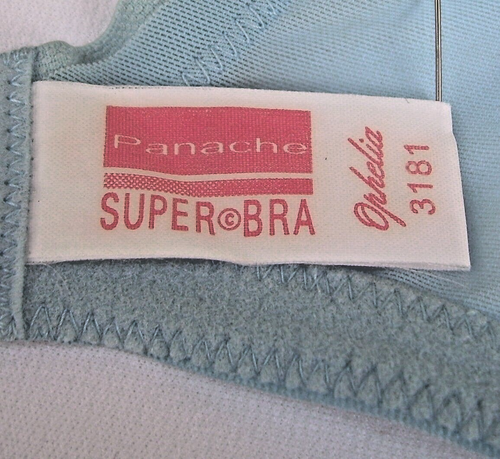 Panache
SUPER©BRA
Ophelia
3181